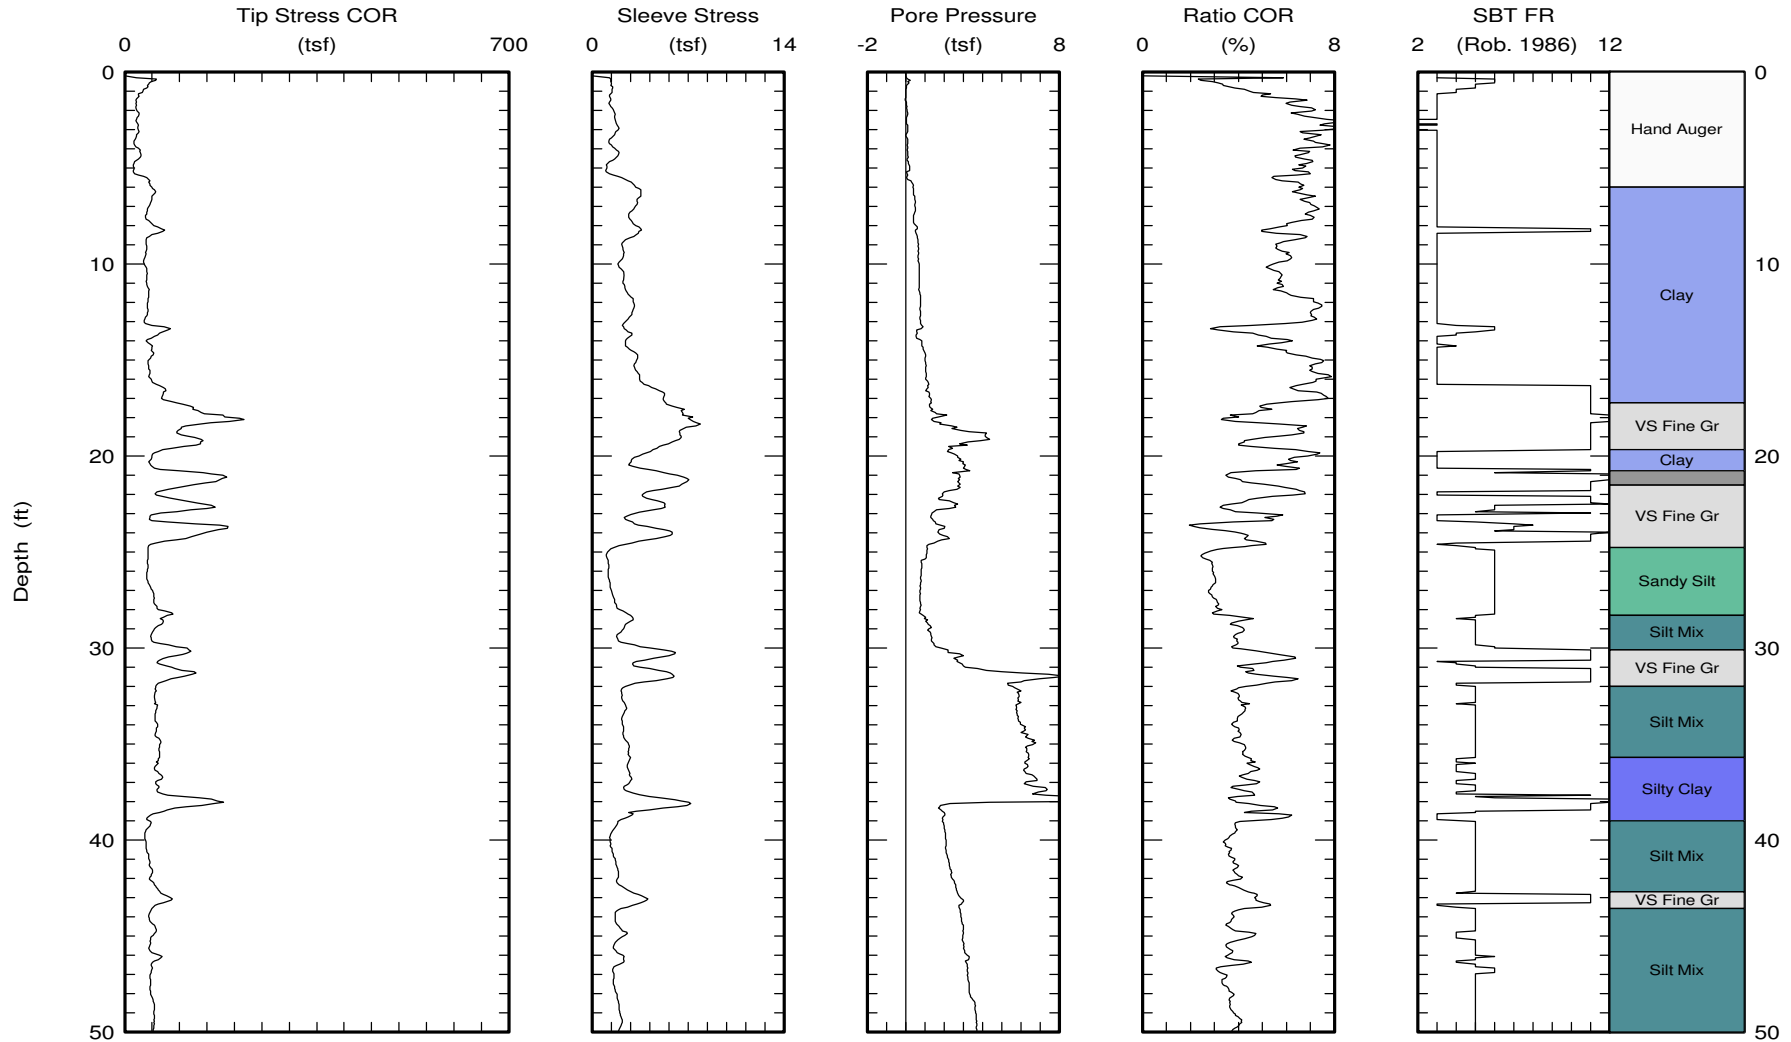 Tip Stress COR Sleeve Stress Pore Pressure Ratio COR SBT FR
0 (tsf) 700 0 (tsf) 14 -2 (tsf) 8 0 (%) 8 2 (Rob. 1986) 12
0 0
Hand Auger
10 10
Clay
VS Fine Gr
20 Clay 20
VS Fine Gr
Depth (ft)
Sandy Silt
Silt Mix
30 30
VS Fine Gr
Silt Mix
Silty Clay
40 40
Silt Mix
VS Fine Gr
Silt Mix
50 50